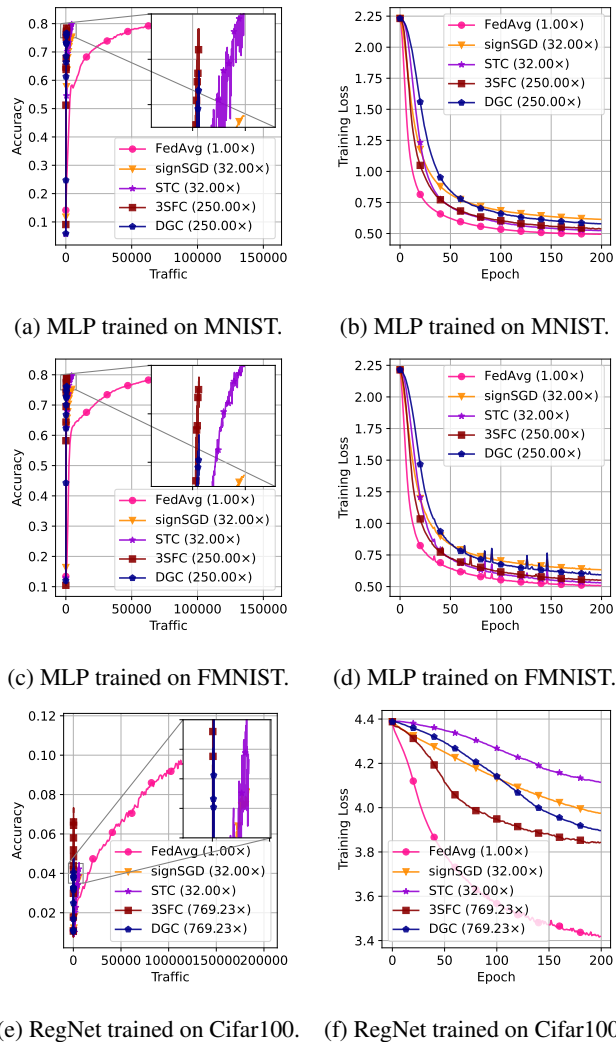 0.8
0.7
0.6
0.5
0.4
0.3
0.2
0.1
Accuracy
FedAvg (1.00×)
signSGD (32.00×)
STC (32.00×)
3SFC (250.00×)
DGC (250.00×)
0 50000 100000 150000
Traffic
2.25
2.00
1.75
1.50
1.25
1.00
0.75
0.50
Training Loss
FedAvg (1.00×)
signSGD (32.00×)
STC (32.00×)
3SFC (250.00×)
DGC (250.00×)
0 50 100 150 200
Epoch
(a) MLP trained on MNIST.
(b) MLP trained on MNIST.
0.8
0.7
0.6
0.5
0.4
0.3
0.2
0.1
Accuracy
FedAvg (1.00×)
signSGD (32.00×)
STC (32.00×)
3SFC (250.00×)
DGC (250.00×)
0 50000 100000 150000
Traffic
2.25
2.00
1.75
1.50
1.25
1.00
0.75
0.50
Training Loss
FedAvg (1.00×)
signSGD (32.00×)
STC (32.00×)
3SFC (250.00×)
DGC (250.00×)
0 50 100 150 200
Epoch
(c) MLP trained on FMNIST.
(d) MLP trained on FMNIST.
0.12
0.10
0.08
0.06
0.04
0.02
Accuracy
FedAvg (1.00×)
signSGD (32.00×)
STC (32.00×)
3SFC (769.23×)
DGC (769.23×)
0 50000 100000 150000 200000
Traffic
4.4
4.2
4.0
3.8
3.6
3.4
Training Loss
FedAvg (1.00×)
signSGD (32.00×)
STC (32.00×)
3SFC (769.23×)
DGC (769.23×)
0 50 100 150 200
Epoch
(e) RegNet trained on Cifar100.
(f) RegNet trained on Cifar100